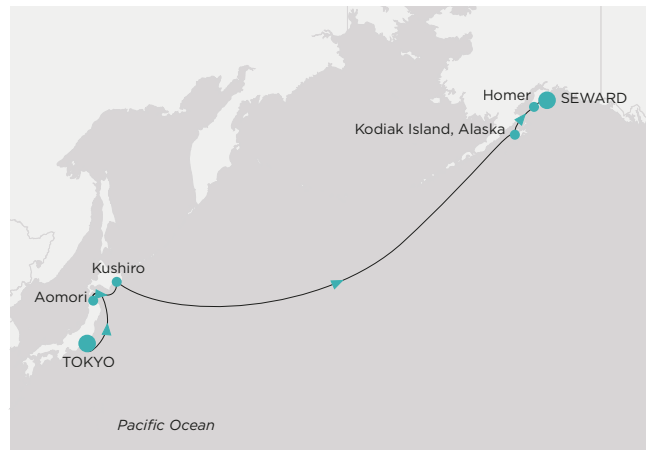 Homer
SEWARD
Kodiak Island, Alaska
Kushiro
Aomori
TOKYO
Pacific Ocean